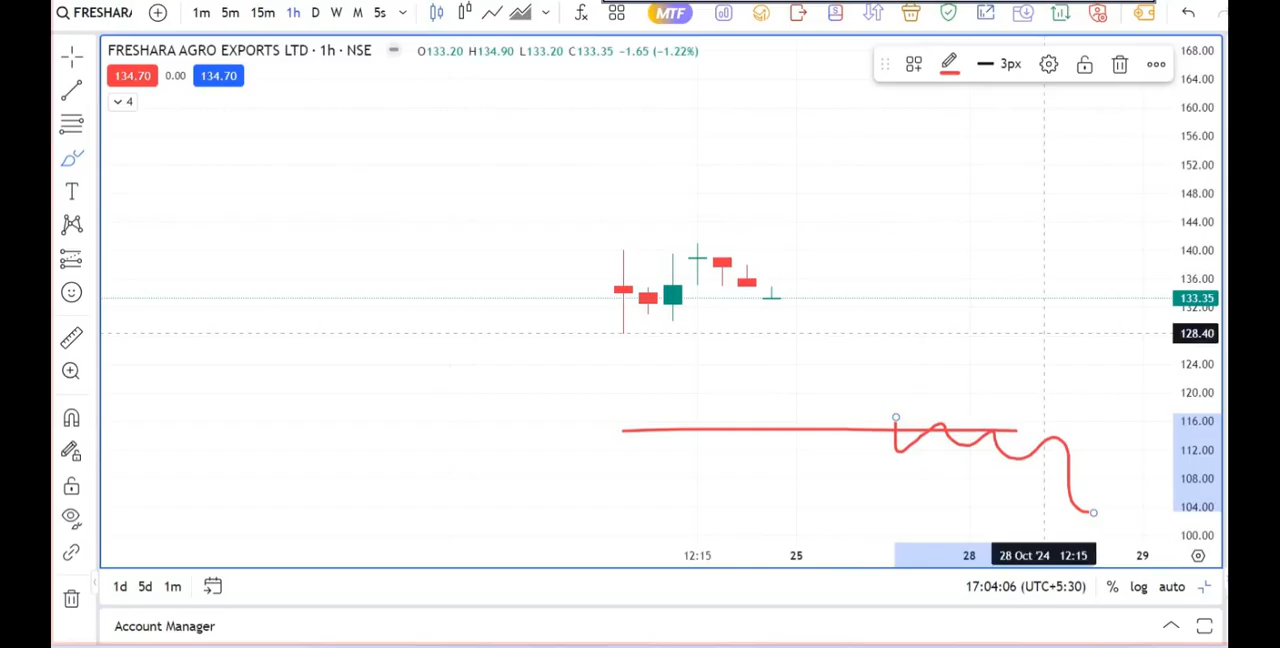 FRESHARA 1m 5m 15m 1h D W M 5s MTF
FRESHARA AGRO EXPORTS LTD · 1h · NSE O133.20 H134.90 L133.20 C133.35 −1.65 (−1.22%)
134.70 0.00 134.70
4
3px
168.00
164.00
160.00
156.00
152.00
148.00
144.00
140.00
136.00
133.35
132.00
128.40
124.00
120.00
116.00
112.00
108.00
104.00
100.00
12:15 25 28 28 Oct '24 12:15 29
1d 5d 1m 17:04:06 (UTC+5:30) % log auto
Account Manager